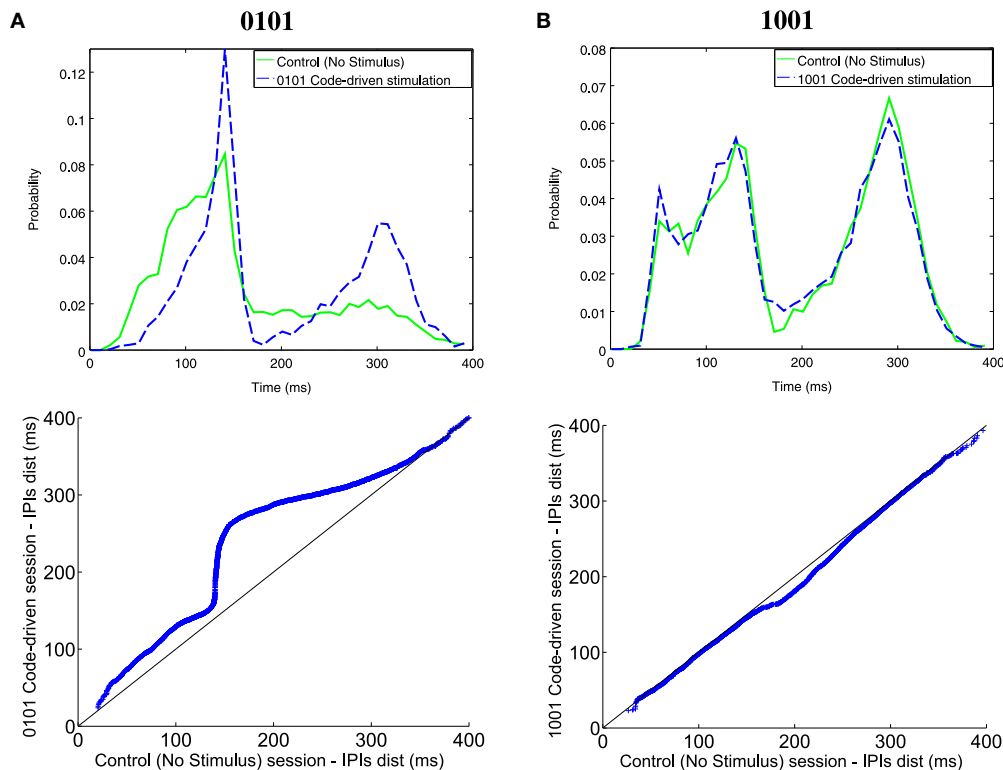 A
0101
Control (No Stimulus)
0101 Code-driven stimulation
0.12
0.1
0.08
0.06
0.04
0.02
0
Probability
0 100 200 300 400
Time (ms)
B
1001
Control (No Stimulus)
1001 Code-driven stimulation
0.08
0.07
0.06
0.05
0.04
0.03
0.02
0.01
0
Probability
0 100 200 300 400
Time (ms)
0101 Code-driven session - IPIs dist (ms)
400
300
200
100
0
0 100 200 300 400
Control (No Stimulus) session - IPIs dist (ms)
1001 Code-driven session - IPIs dist (ms)
400
300
200
100
0
0 100 200 300 400
Control (No Stimulus) session - IPIs dist (ms)